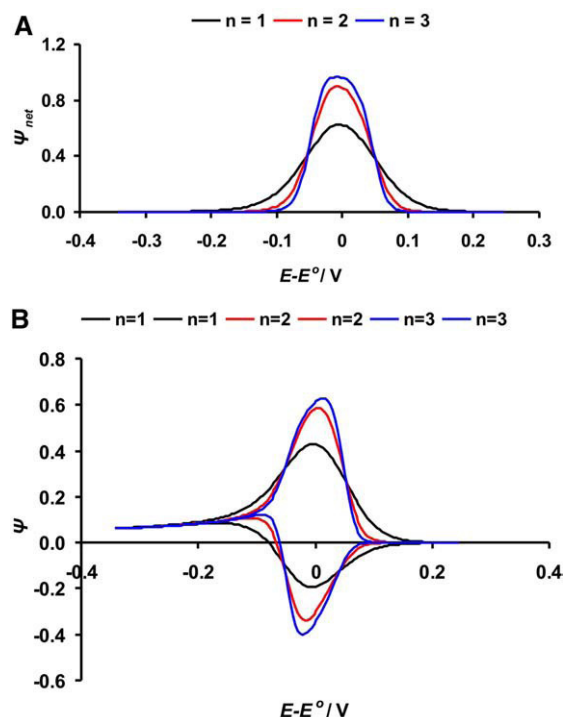 A
n = 1 n = 2 n = 3
1.2
0.8
0.4
0.0
Ψnet
-0.4 -0.3 -0.2 -0.1 0 0.1 0.2 0.3
E-Eº/ V
B
n=1 n=1 n=2 n=2 n=3 n=3
0.8
0.6
0.4
0.2
0.0
-0.2
-0.4
-0.6
Ψ
-0.4 -0.2 0 0.2 0.4
E-Eº/ V